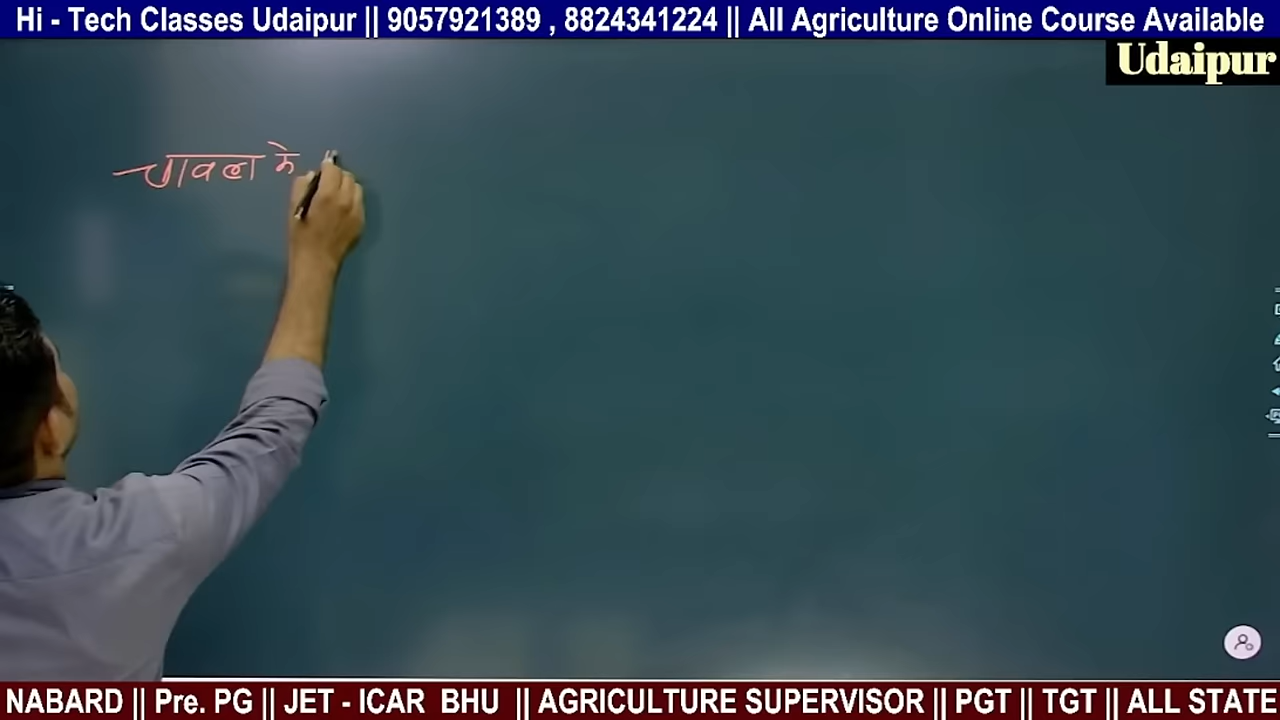 Hi - Tech Classes Udaipur || 9057921389 , 8824341224 || All Agriculture Online Course Available
Udaipur
चावल के
NABARD || Pre. PG || JET - ICAR BHU || AGRICULTURE SUPERVISOR || PGT || TGT || ALL STATE